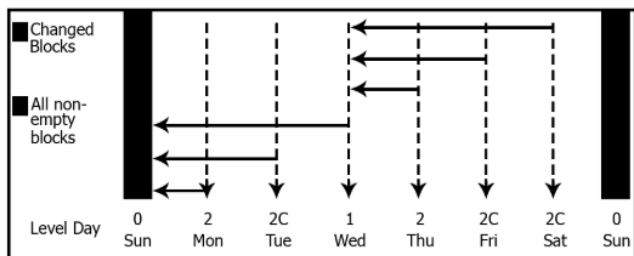 Changed
Blocks
All non-
empty
blocks
Level Day
0 2 2C 1 2 2C 2C 0
Sun Mon Tue Wed Thu Fri Sat Sun